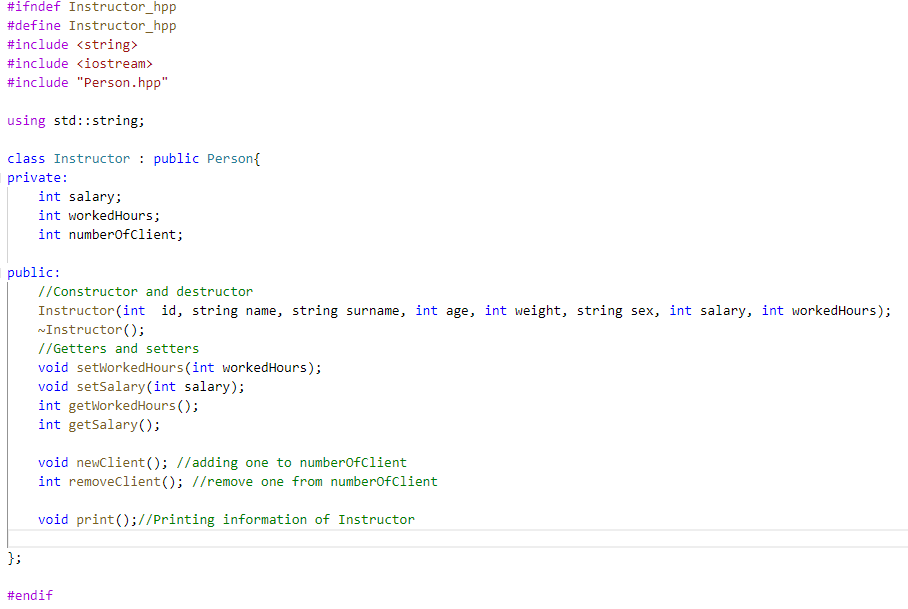 #ifndef Instructor_hpp
#define Instructor_hpp
#include <string>
#include <iostream>
#include "Person.hpp"
using std::string;
class Instructor : public Person{
private:
int salary;
int workedHours;
int numberOfClient;
public:
//Constructor and destructor
Instructor(int  id, string name, string surname, int age, int weight, string sex, int salary, int workedHours);
~Instructor();
//Getters and setters
void setWorkedHours(int workedHours);
void setSalary(int salary);
int getWorkedHours();
int getSalary();
void newClient(); //adding one to numberOfClient
int removeClient(); //remove one from numberOfClient
void print();//Printing information of Instructor
};
#endif